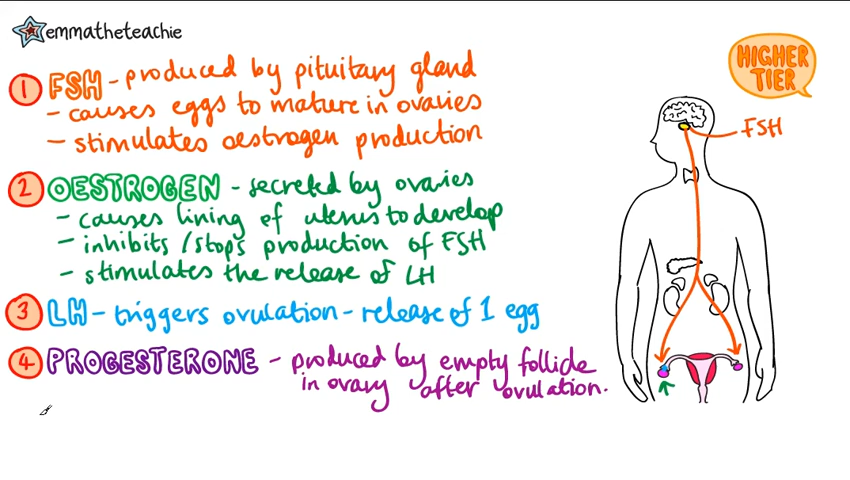 emmatheteachie
HIGHER
TIER
1 FSH - produced by pituitary gland
- causes eggs to mature in ovaries
- stimulates oestrogen production
FSH
2 OESTROGEN - secreted by ovaries
- causes lining of uterus to develop
- inhibits / stops production of FSH
- stimulates the release of LH
3 LH - triggers ovulation - release of 1 egg
4 PROGESTERONE - produced by empty follicle
in ovary after ovulation.